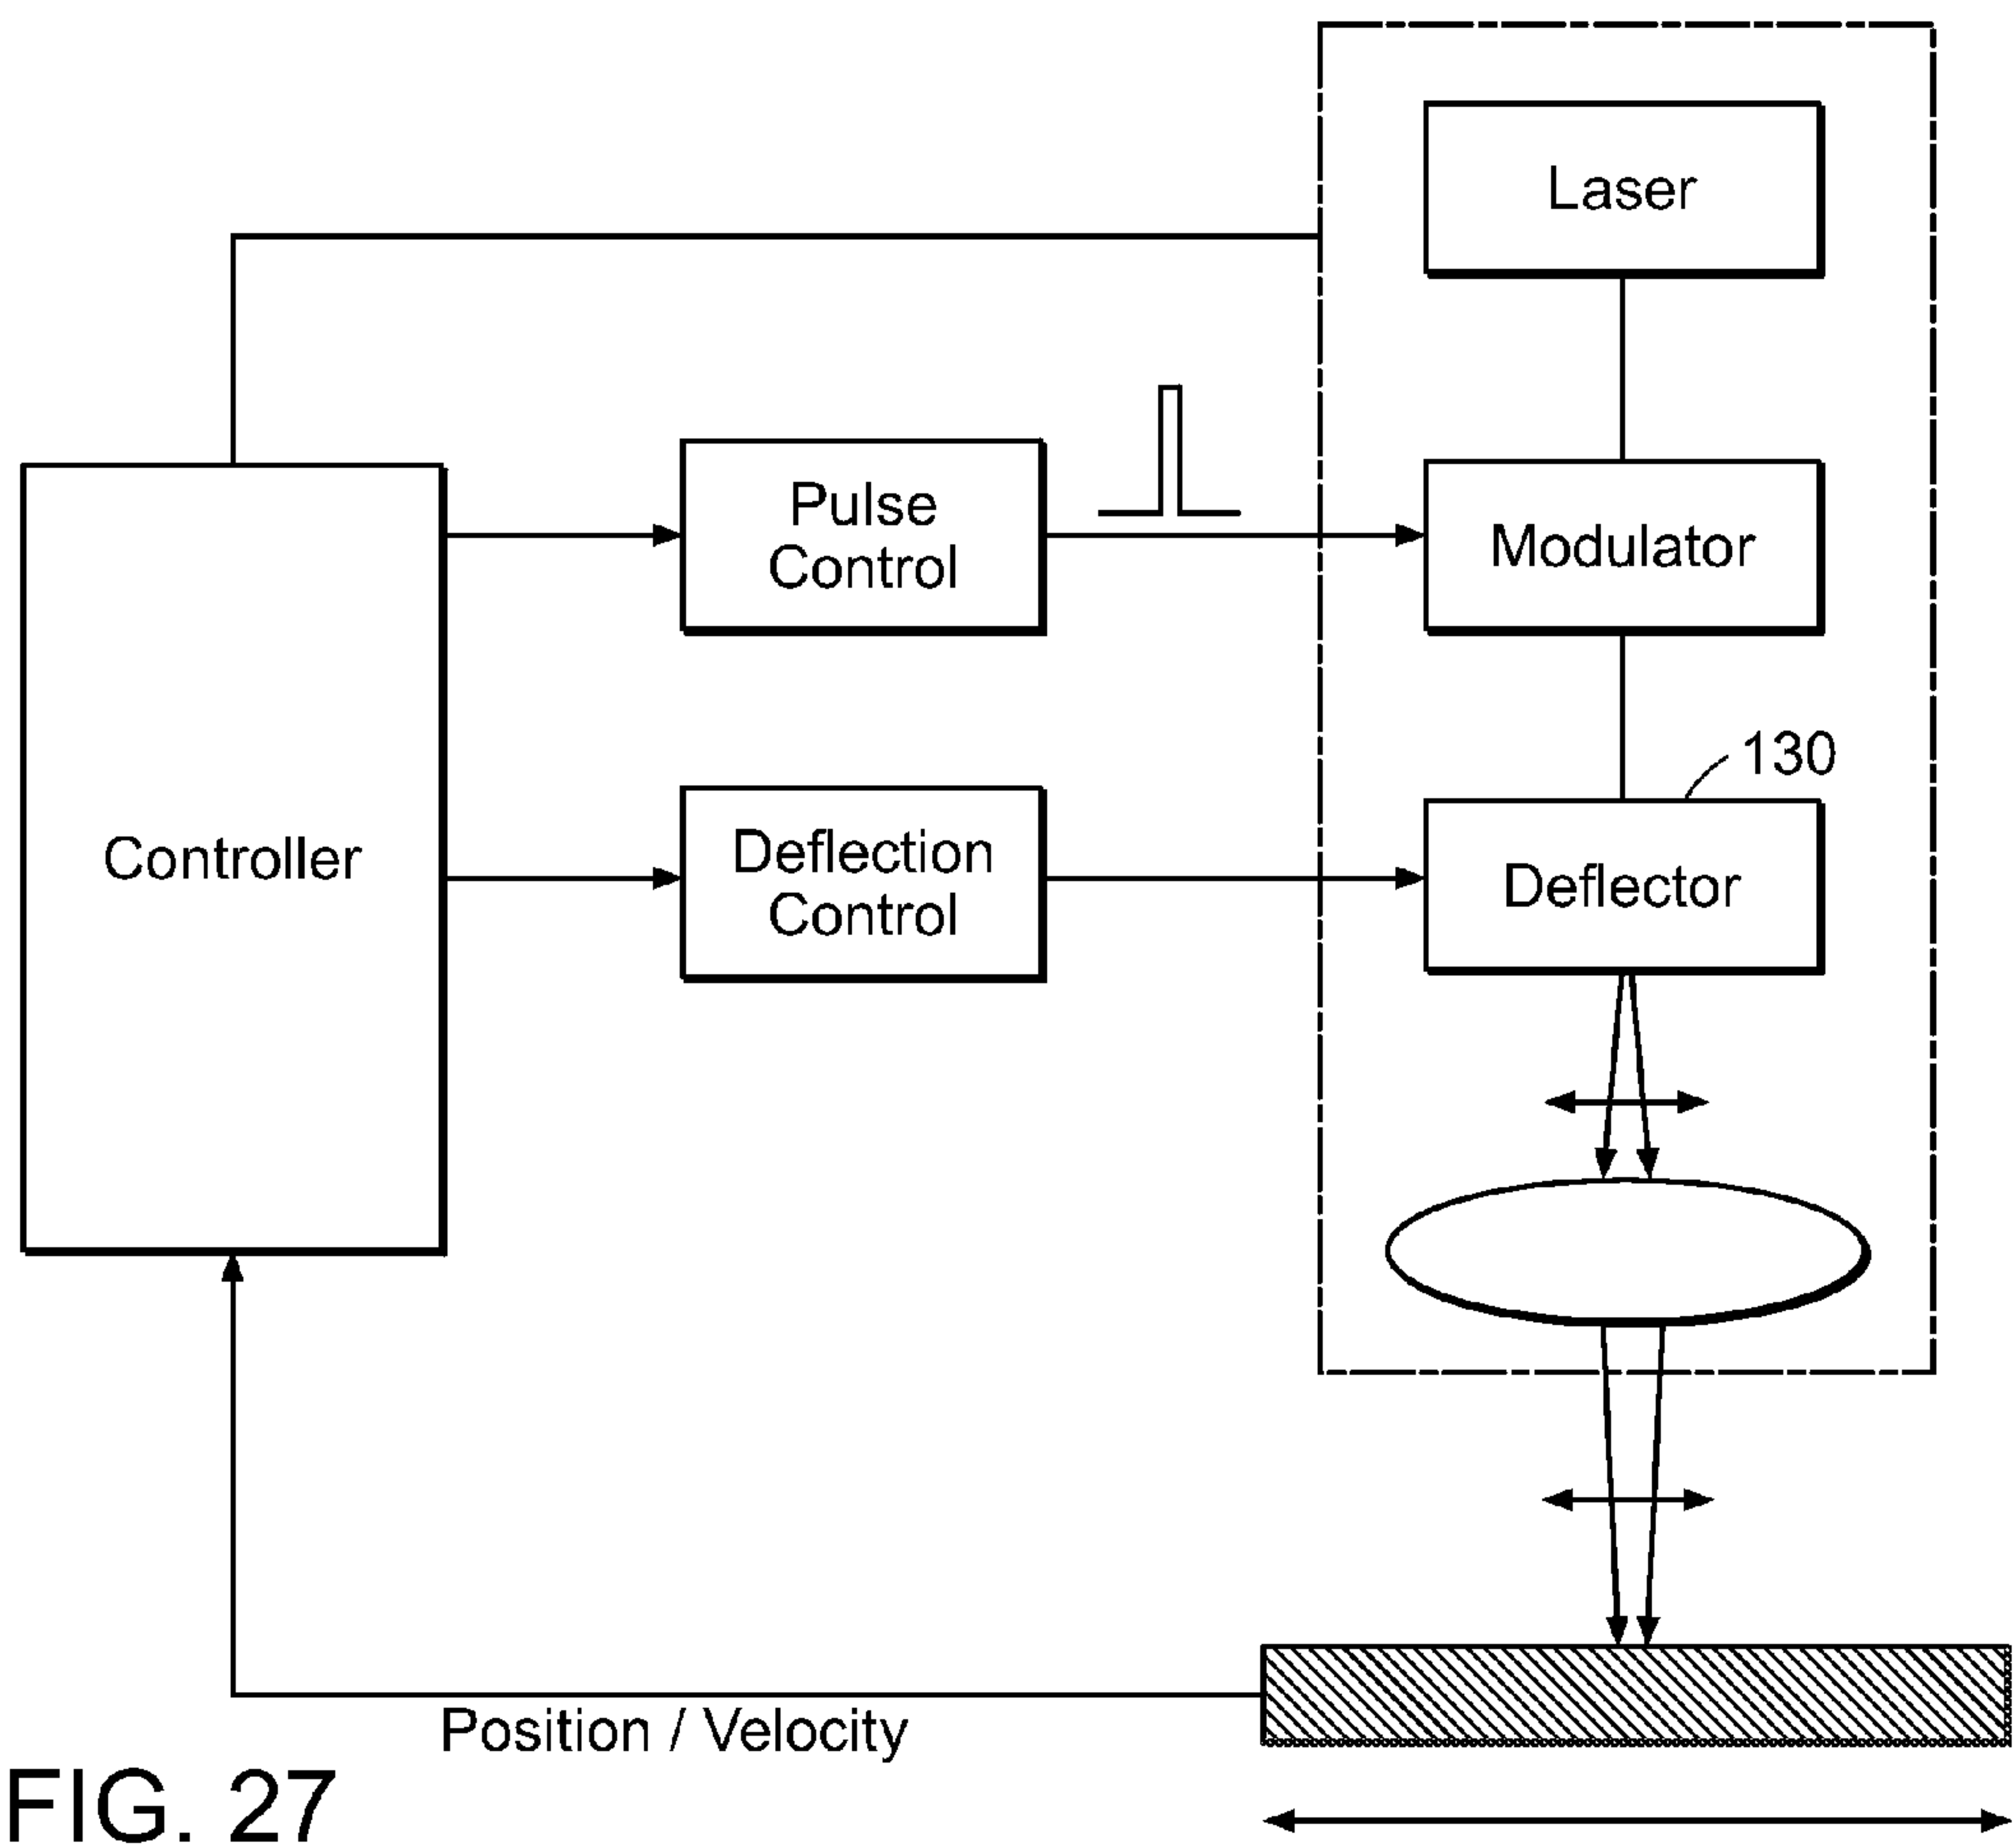 Laser
Pulse
Control
Modulator
130
Controller
Deflection
Control
Deflector
Position / Velocity
FIG. 27